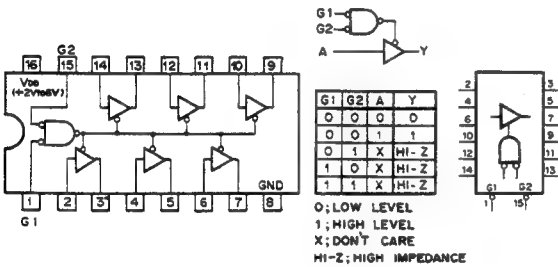 G2
16 15 14 13 12 11 10 9
VDD
(+2Vto6V)
GND
1 2 3 4 5 6 7 8
G1
G1
G2
A Y
G1 G2 A Y
0 0 0 0
0 0 1 1
0 1 X HI-Z
1 0 X HI-Z
1 1 X HI-Z
0; LOW LEVEL
1; HIGH LEVEL
X; DON'T CARE
HI-Z; HIGH IMPEDANCE
2 3
4 5
6 7
10 9
12 11
14 13
G1 G2
1 15